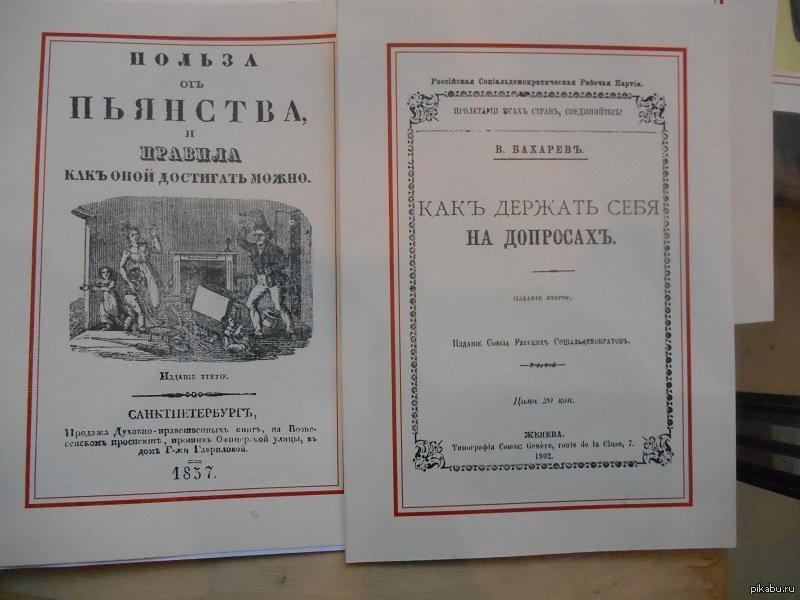 ПОЛЬЗА
ОТЪ
ПЬЯНСТВА,
И
ПРАВИЛА
КАКЪ ОНОЙ ДОСТИГАТЬ МОЖНО.
Изданіе третіе.
САНКТПЕТЕРБУРГЪ,
Продажа Духовно-нравственныхъ книгъ, на Возне-
сенскомъ проспектѣ, противъ Офицерской улицы, въ
домѣ Г-жи Гавриловой.
1837.
Россійская Соціальдемократическая Рабочая Партія.
ПРОЛЕТАРІИ ВСѢХЪ СТРАНЪ, СОЕДИНЯЙТЕСЬ!
В. БАХАРЕВЪ.
КАКЪ ДЕРЖАТЬ СЕБЯ
НА ДОПРОСАХЪ.
ИЗДАНІЕ ВТОРОЕ.
Изданіе Союза Русскихъ Соціальдемократовъ.
Цѣна 20 коп.
ЖЕНЕВА.
Типографія Союза: Genève, route de la Cluse, 7.
1902.
pikabu.ru